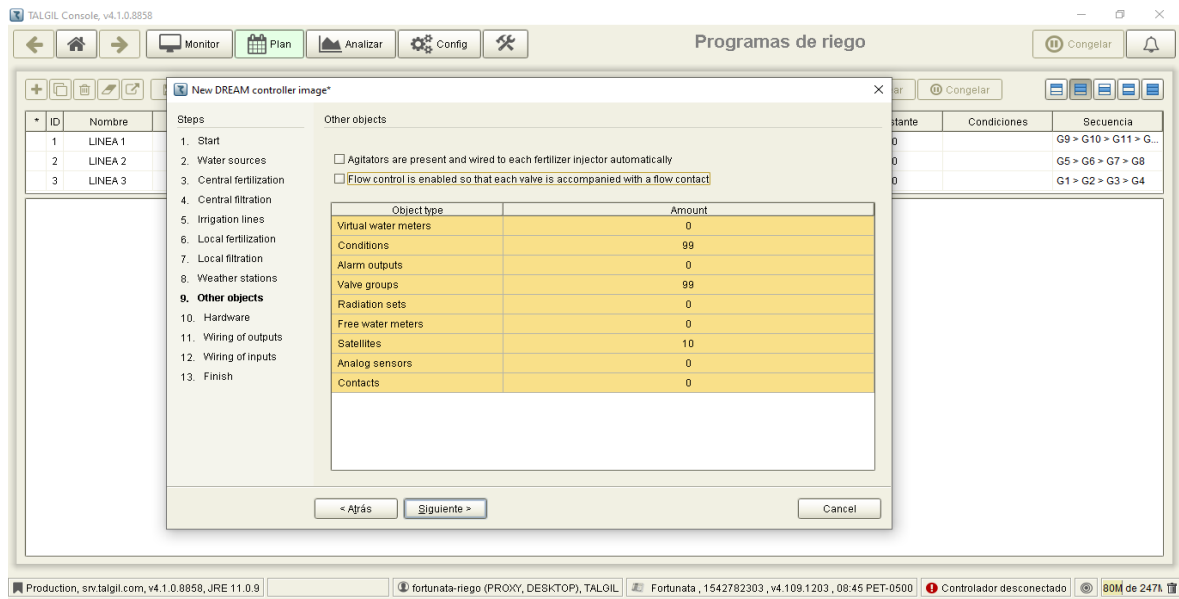 TALGIL Console, v4.1.0.8858
Monitor Plan Analizar Config Programas de riego Congelar
New DREAM controller image*
ar Congelar
* ID Nombre stante Condiciones Secuencia
1 LINEA 1 0 G9 > G10 > G11 > G...
2 LINEA 2 0 G5 > G6 > G7 > G8
3 LINEA 3 0 G1 > G2 > G3 > G4
Steps
1. Start
2. Water sources
3. Central fertilization
4. Central filtration
5. Irrigation lines
6. Local fertilization
7. Local filtration
8. Weather stations
9. Other objects
10. Hardware
11. Wiring of outputs
12. Wiring of inputs
13. Finish
Other objects
Agitators are present and wired to each fertilizer injector automatically
Flow control is enabled so that each valve is accompanied with a flow contact
Object type Amount
Virtual water meters 0
Conditions 99
Alarm outputs 0
Valve groups 99
Radiation sets 0
Free water meters 0
Satellites 10
Analog sensors 0
Contacts 0
< Atrás Siguiente > Cancel
Production, srv.talgil.com, v4.1.0.8858, JRE 11.0.9 fortunata-riego (PROXY, DESKTOP), TALGIL Fortunata , 1542782303 , v4.109.1203 , 08:45 PET-0500 Controlador desconectado 80M de 247M